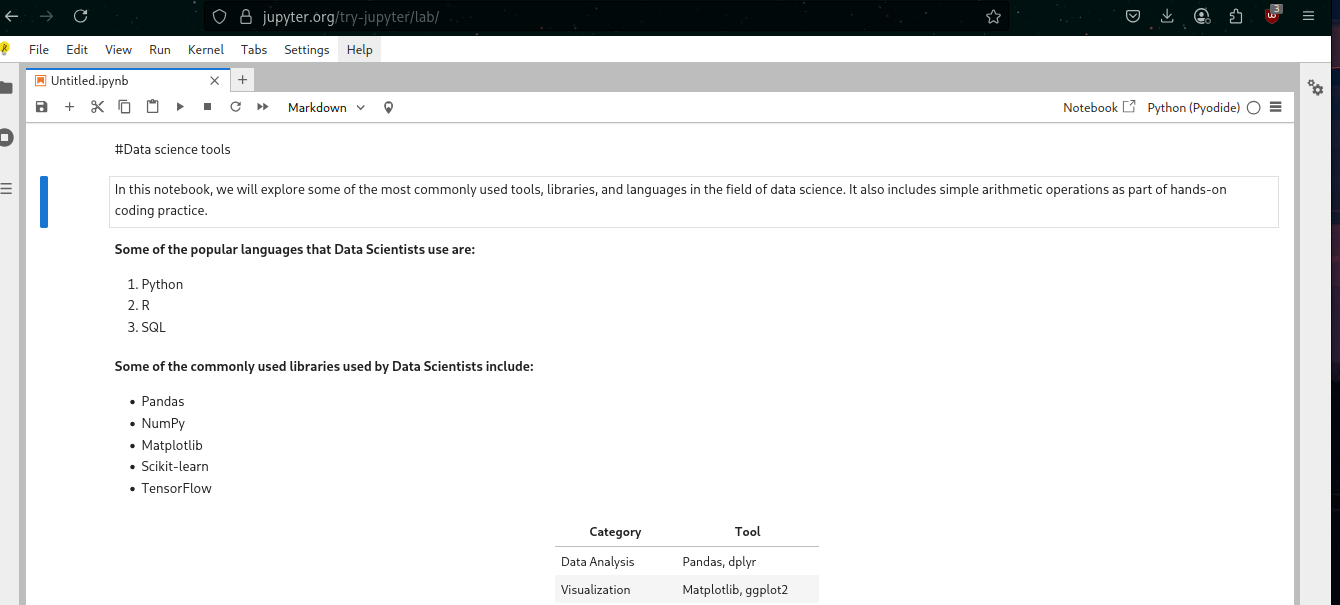 jupyter.org/try-jupyter/lab/
3
File Edit View Run Kernel Tabs Settings Help
Untitled.ipynb
Markdown
Notebook
Python (Pyodide)
#Data science tools
In this notebook, we will explore some of the most commonly used tools, libraries, and languages in the field of data science. It also includes simple arithmetic operations as part of hands-on
coding practice.
Some of the popular languages that Data Scientists use are:
1. Python
2. R
3. SQL
Some of the commonly used libraries used by Data Scientists include:
• Pandas
• NumPy
• Matplotlib
• Scikit-learn
• TensorFlow
Category Tool
Data Analysis Pandas, dplyr
Visualization Matplotlib, ggplot2